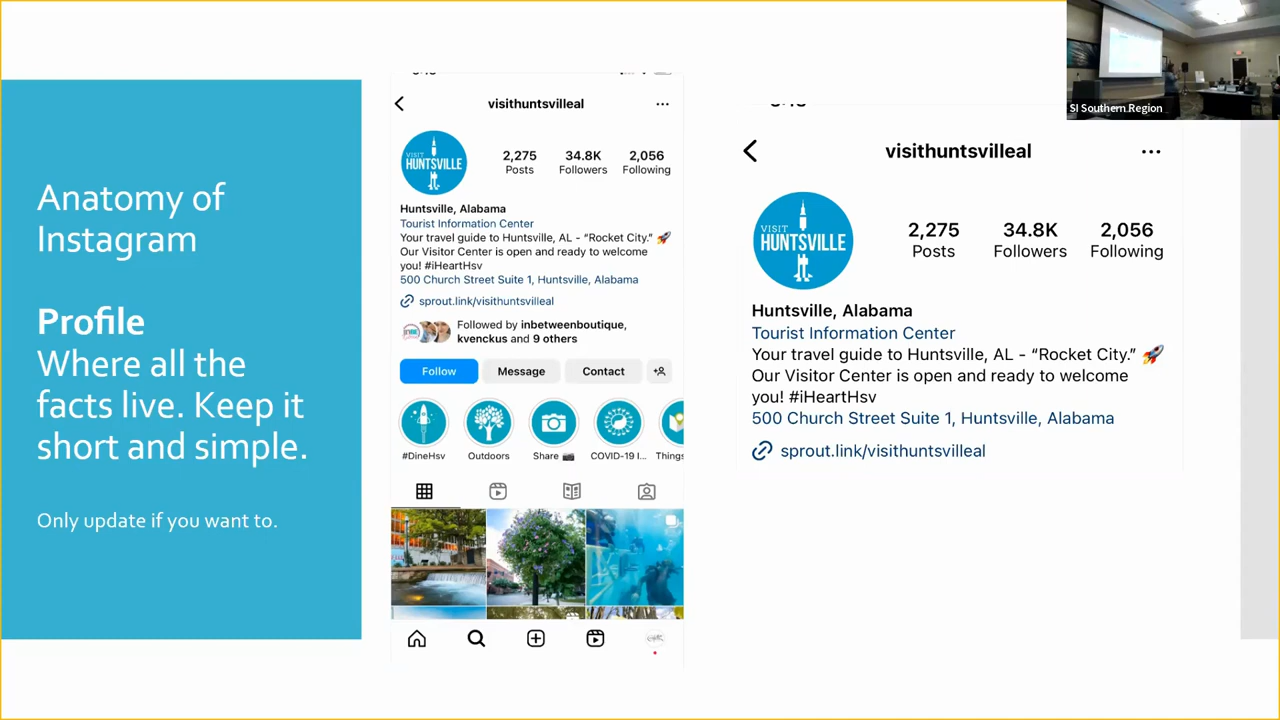 Anatomy of
Instagram
Profile
Where all the
facts live. Keep it
short and simple.
Only update if you want to.
visithuntsvilleal
VISIT
HUNTSVILLE
2,275
34.8K
2,056
Posts
Followers
Following
Huntsville, Alabama
Tourist Information Center
Your travel guide to Huntsville, AL - “Rocket City.” 🚀
Our Visitor Center is open and ready to welcome
you! #iHeartHsv
500 Church Street Suite 1, Huntsville, Alabama
sprout.link/visithuntsvilleal
Followed by inbetweenboutique,
kvenckus and 9 others
Follow
Message
Contact
#DineHsv
Outdoors
Share 📷
COVID-19 I...
Things
visithuntsvilleal
VISIT
HUNTSVILLE
2,275
34.8K
2,056
Posts
Followers
Following
Huntsville, Alabama
Tourist Information Center
Your travel guide to Huntsville, AL - “Rocket City.” 🚀
Our Visitor Center is open and ready to welcome
you! #iHeartHsv
500 Church Street Suite 1, Huntsville, Alabama
sprout.link/visithuntsvilleal
SI Southern Region